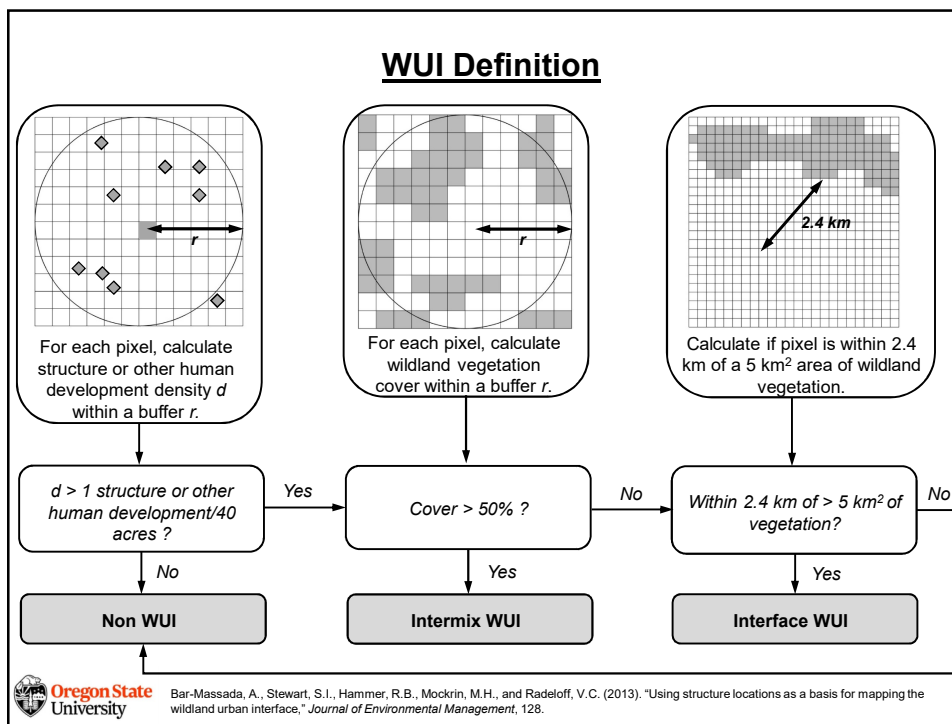 WUI Definition
r
For each pixel, calculate
structure or other human
development density d
within a buffer r.
r
For each pixel, calculate
wildland vegetation
cover within a buffer r.
2.4 km
Calculate if pixel is within 2.4
km of a 5 km² area of wildland
vegetation.
d > 1 structure or other
human development/40
acres ?
Yes
Cover > 50% ?
No
Within 2.4 km of > 5 km² of
vegetation?
No
No
Yes
Yes
Non WUI
Intermix WUI
Interface WUI
Oregon State
University
Bar-Massada, A., Stewart, S.I., Hammer, R.B., Mockrin, M.H., and Radeloff, V.C. (2013). “Using structure locations as a basis for mapping the
wildland urban interface,” Journal of Environmental Management, 128.